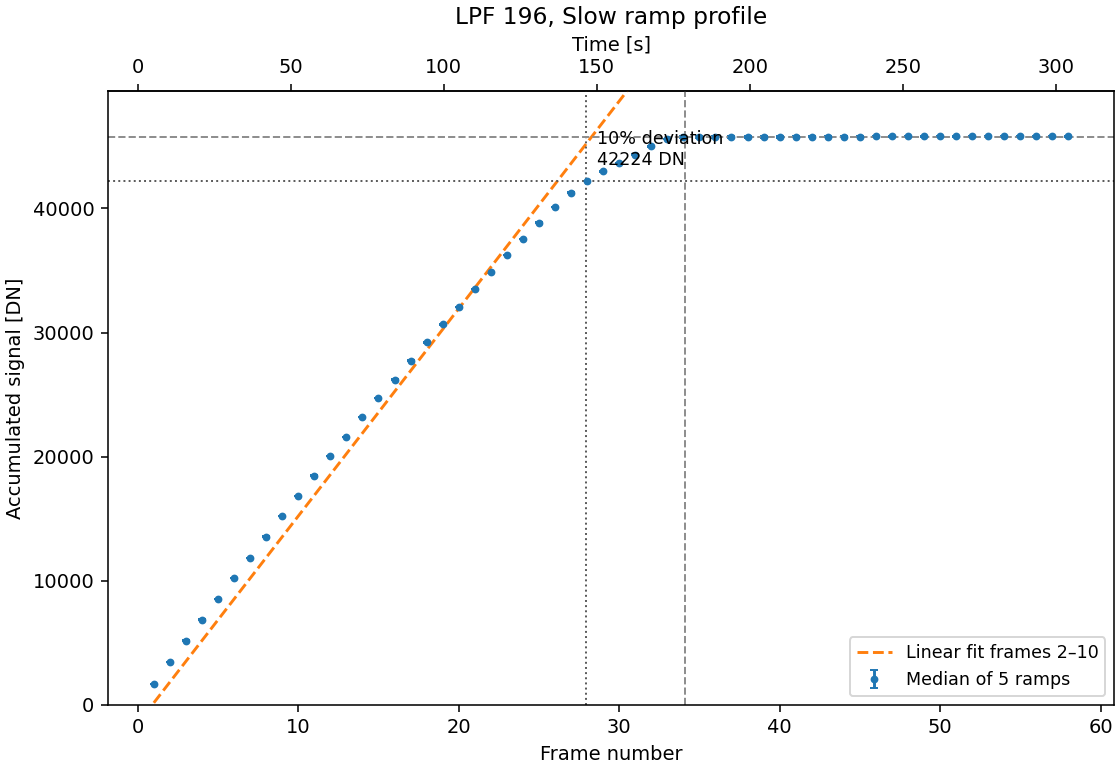 LPF 196, Slow ramp profile
Time [s]
0 50 100 150 200 250 300
10% deviation
42224 DN
Accumulated signal [DN]
40000
30000
20000
10000
0
Linear fit frames 2–10
Median of 5 ramps
0 10 20 30 40 50 60
Frame number